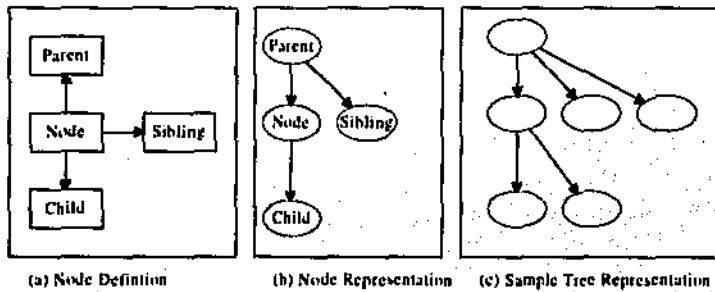 Parent
Node
Sibling
Child
Parent
Node
Sibling
Child
(a) Node Defintion
(b) Node Representation
(c) Sample Tree Representation